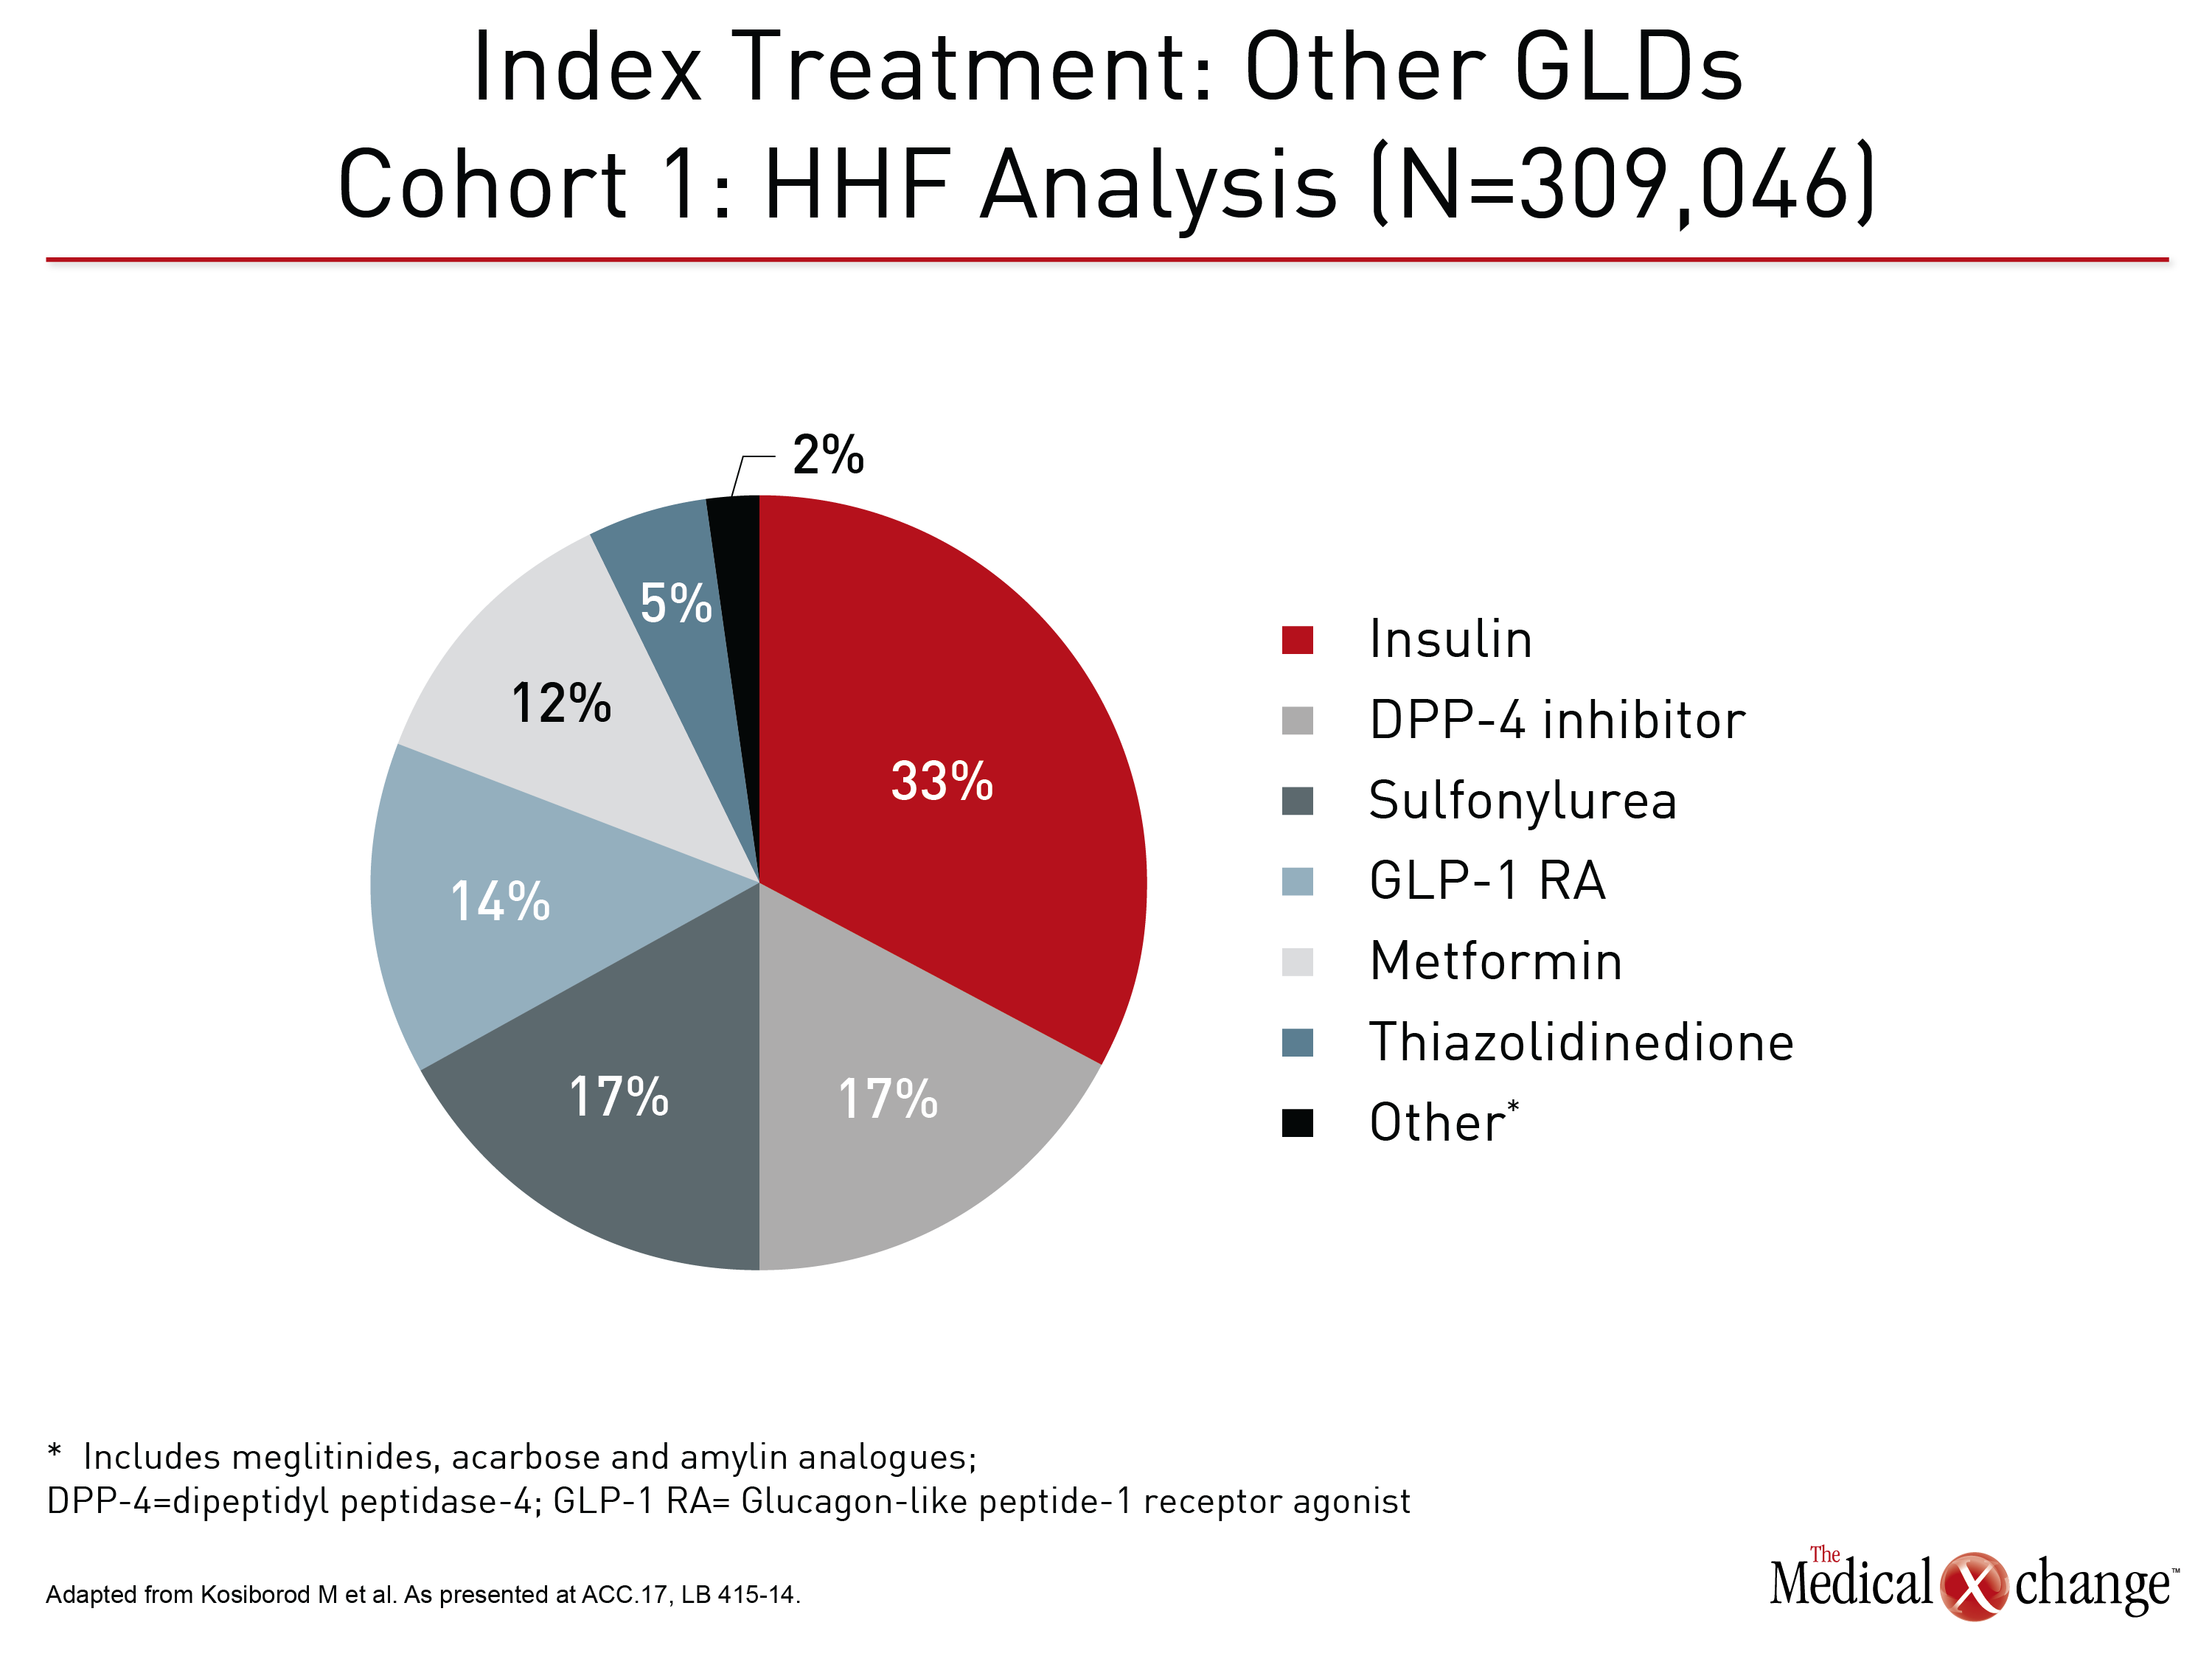 Index Treatment: Other GLDs
Cohort 1: HHF Analysis (N=309,046)
2%
5%
12%
33%
14%
17%
17%
Insulin
DPP-4 inhibitor
Sulfonylurea
GLP-1 RA
Metformin
Thiazolidinedione
Other*
* Includes meglitinides, acarbose and amylin analogues;
DPP-4=dipeptidyl peptidase-4; GLP-1 RA= Glucagon-like peptide-1 receptor agonist
Adapted from Kosiborod M et al. As presented at ACC.17, LB 415-14.
The
Medical X change™